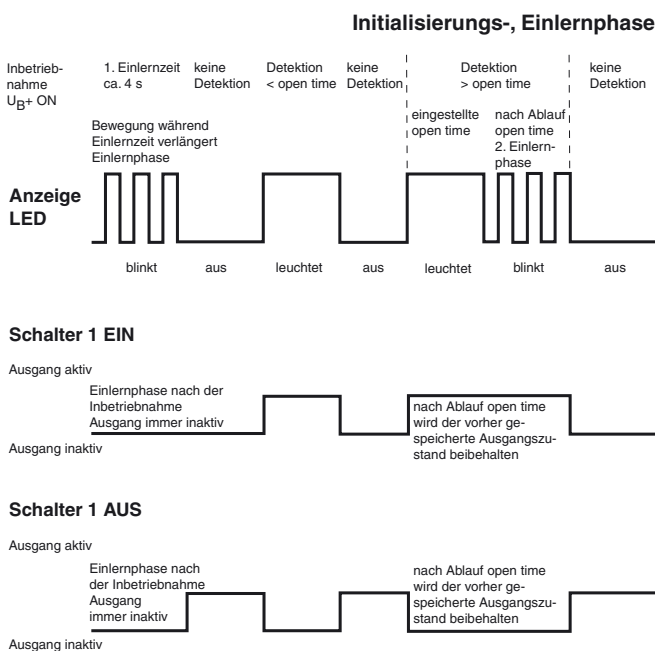 Initialisierungs-, Einlernphase
Inbetrieb-
nahme
UB+ ON
1. Einlernzeit
ca. 4 s
keine
Detektion
Detektion
< open time
keine
Detektion
Detektion
> open time
keine
Detektion
Bewegung während
Einlernzeit verlängert
Einlernphase
eingestellte
open time
nach Ablauf
open time
2. Einlern-
phase
Anzeige
LED
blinkt
aus
leuchtet
aus
leuchtet
blinkt
aus
Schalter 1 EIN
Ausgang aktiv
Einlernphase nach der
Inbetriebnahme
Ausgang immer inaktiv
nach Ablauf open time
wird der vorher ge-
speicherte Ausgangszu-
stand beibehalten
Ausgang inaktiv
Schalter 1 AUS
Ausgang aktiv
Einlernphase nach
der Inbetriebnahme
Ausgang
immer inaktiv
nach Ablauf open time
wird der vorher ge-
speicherte Ausgangszu-
stand beibehalten
Ausgang inaktiv